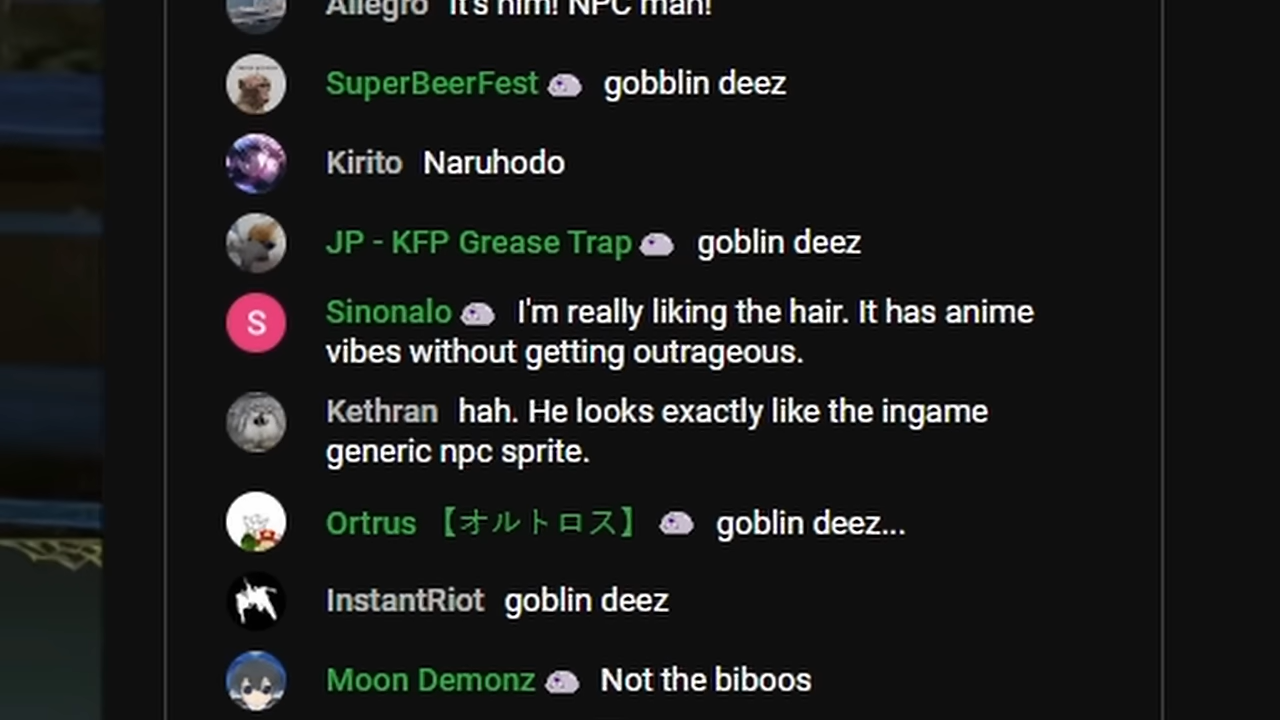 Allegro It's him! NPC man!
SuperBeerFest gobblin deez
Kirito Naruhodo
JP - KFP Grease Trap goblin deez
S Sinonalo I'm really liking the hair. It has anime
vibes without getting outrageous.
Kethran hah. He looks exactly like the ingame
generic npc sprite.
Ortrus 【オルトロス】 goblin deez...
InstantRiot goblin deez
Moon Demonz Not the biboos